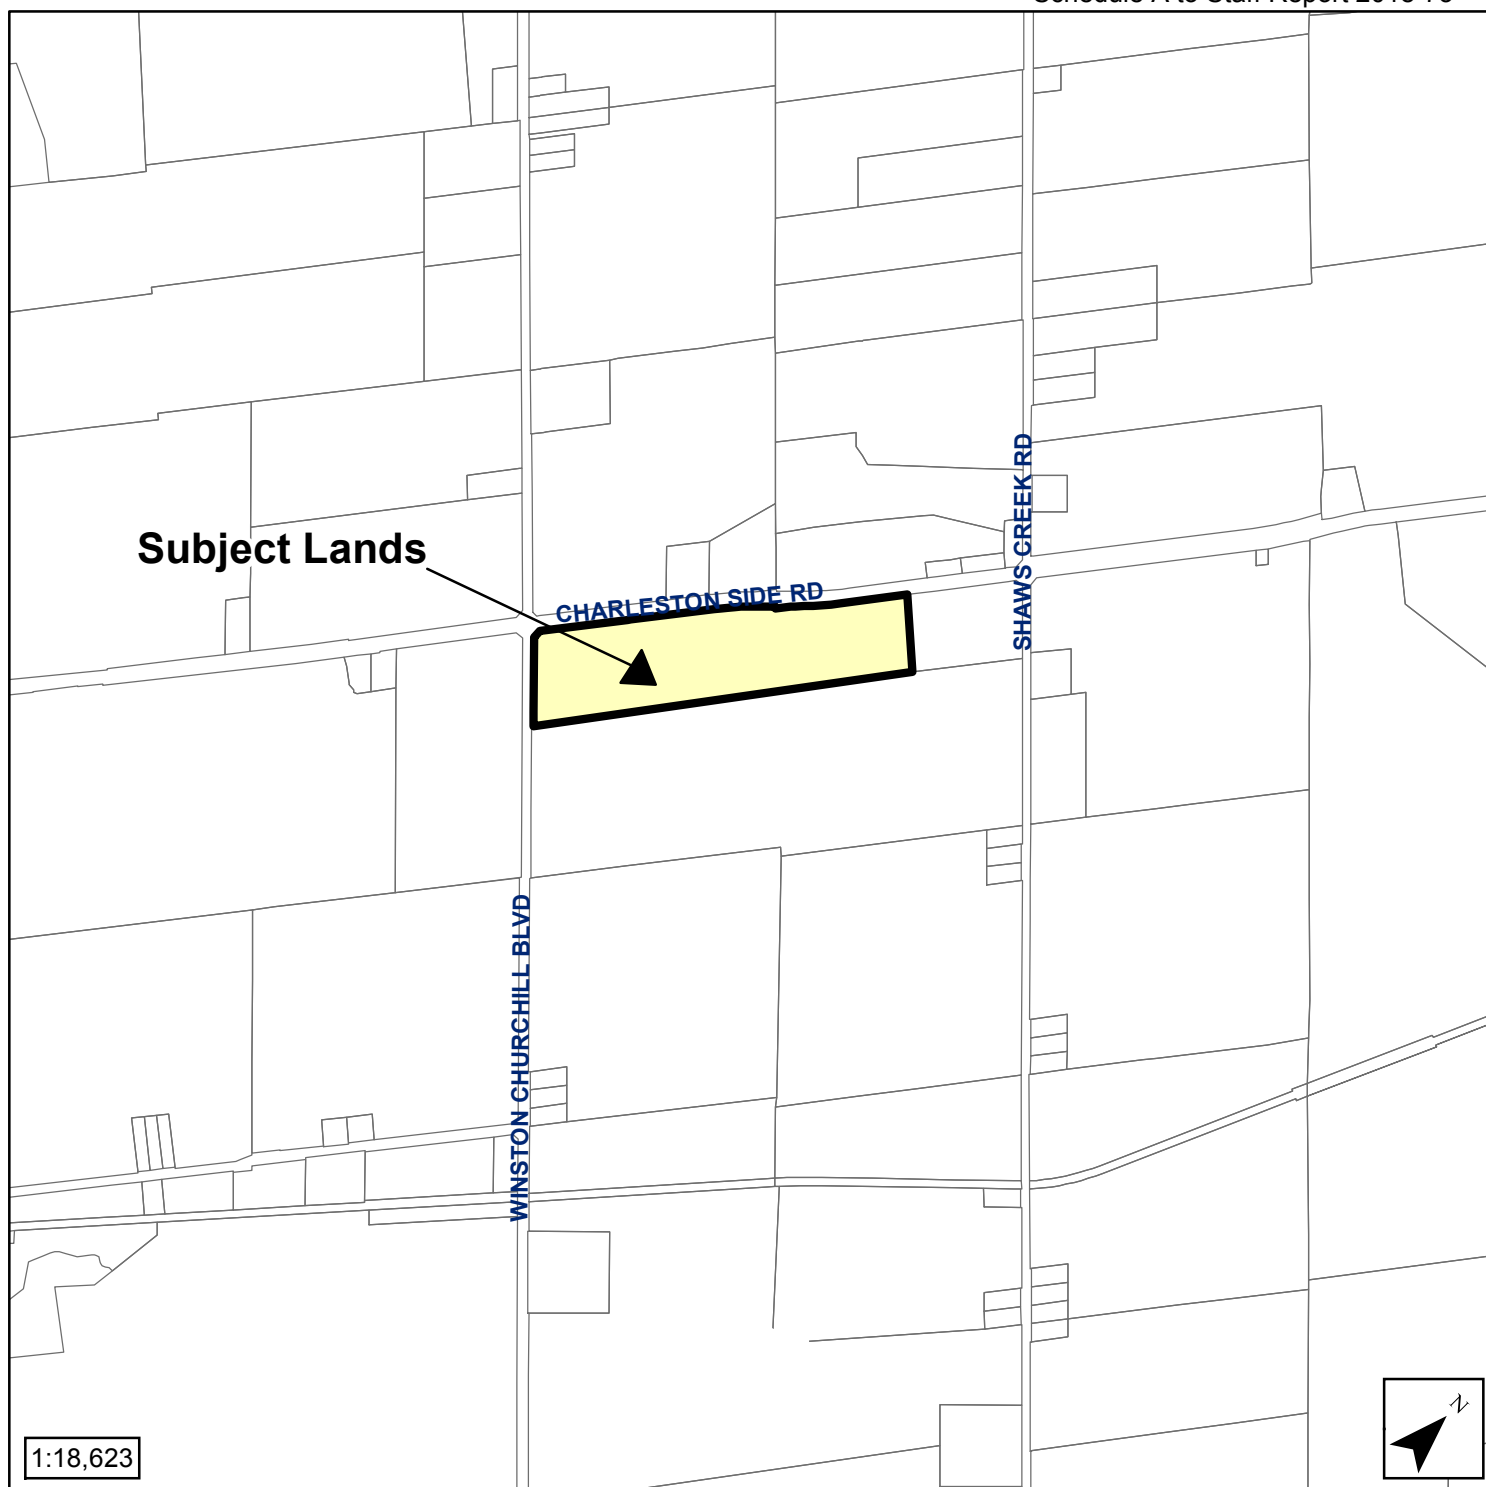 Subject Lands
CHARLESTON SIDE RD
SHAWS CREEK RD
WINSTON CHURCHILL BLVD
N
1:18,623